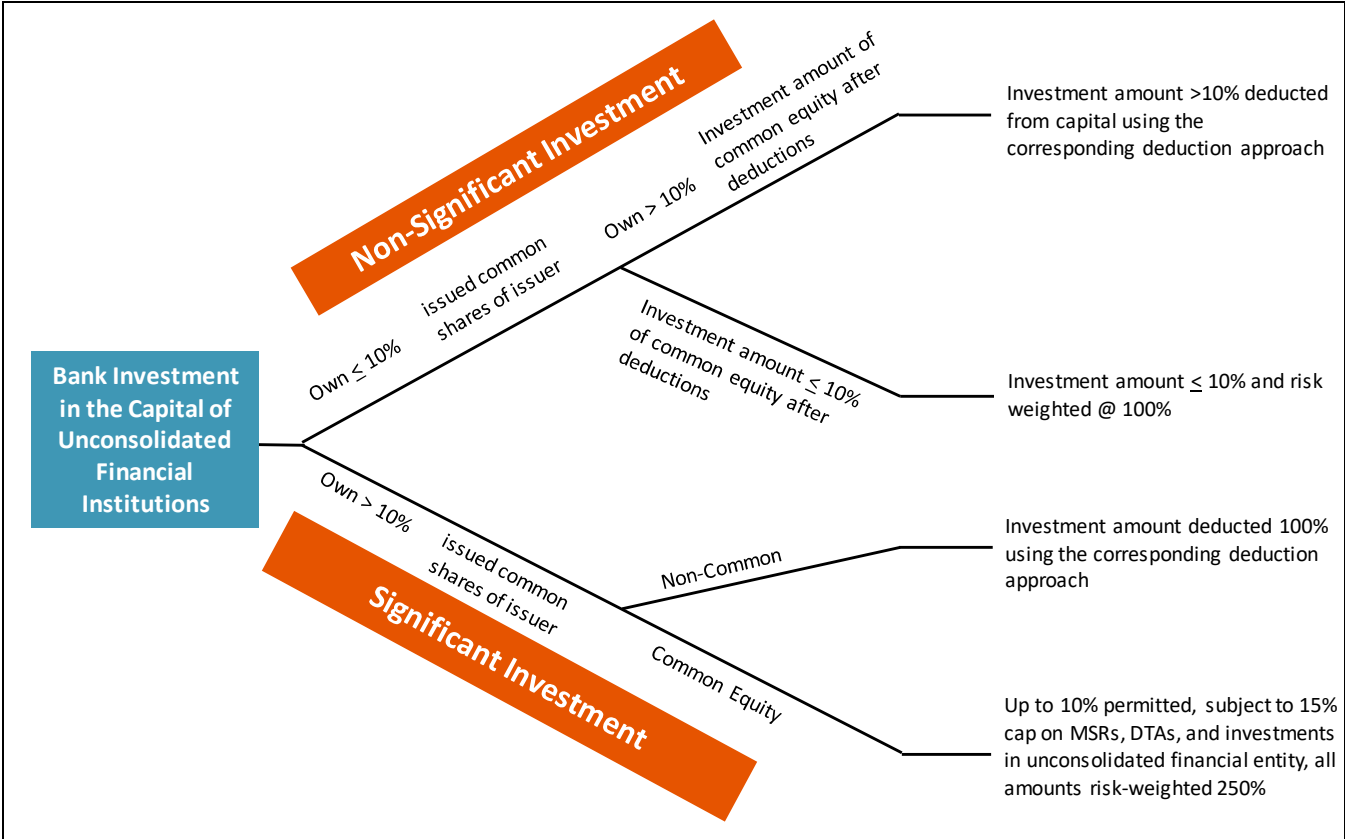 Bank Investment
in the Capital of
Unconsolidated
Financial
Institutions
Non-Significant Investment
Own ≤ 10%
issued common
shares of issuer
Own > 10%
Investment amount of
common equity after
deductions
Investment amount >10% deducted
from capital using the
corresponding deduction approach
Investment amount ≤ 10%
of common equity after
deductions
Investment amount ≤ 10% and risk
weighted @ 100%
Significant Investment
Own > 10%
issued common
shares of issuer
Non-Common
Investment amount deducted 100%
using the corresponding deduction
approach
Common Equity
Up to 10% permitted, subject to 15%
cap on MSRs, DTAs, and investments
in unconsolidated financial entity, all
amounts risk-weighted 250%